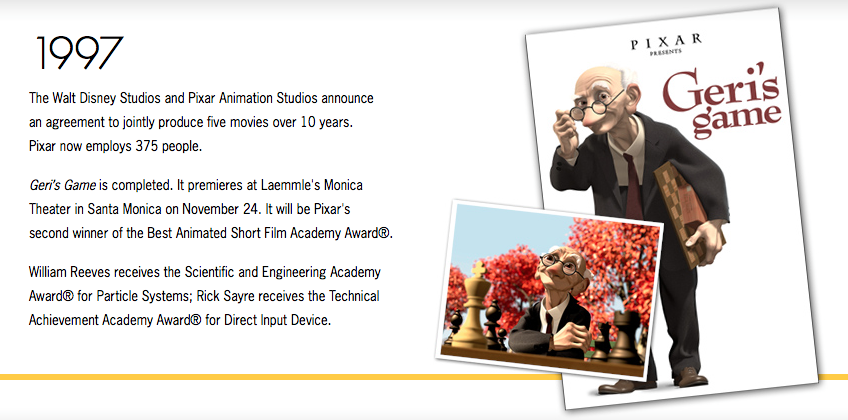 1997
The Walt Disney Studios and Pixar Animation Studios announce
an agreement to jointly produce five movies over 10 years.
Pixar now employs 375 people.
Geri's Game is completed. It premieres at Laemmle's Monica
Theater in Santa Monica on November 24. It will be Pixar's
second winner of the Best Animated Short Film Academy Award®.
William Reeves receives the Scientific and Engineering Academy
Award® for Particle Systems; Rick Sayre receives the Technical
Achievement Academy Award® for Direct Input Device.
PIXAR
PRESENTS
Geri's
game